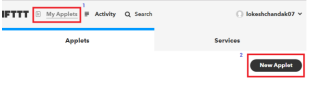 1
IFTTT My Applets Activity Search lokeshchandak07
Applets Services
2
New Applet